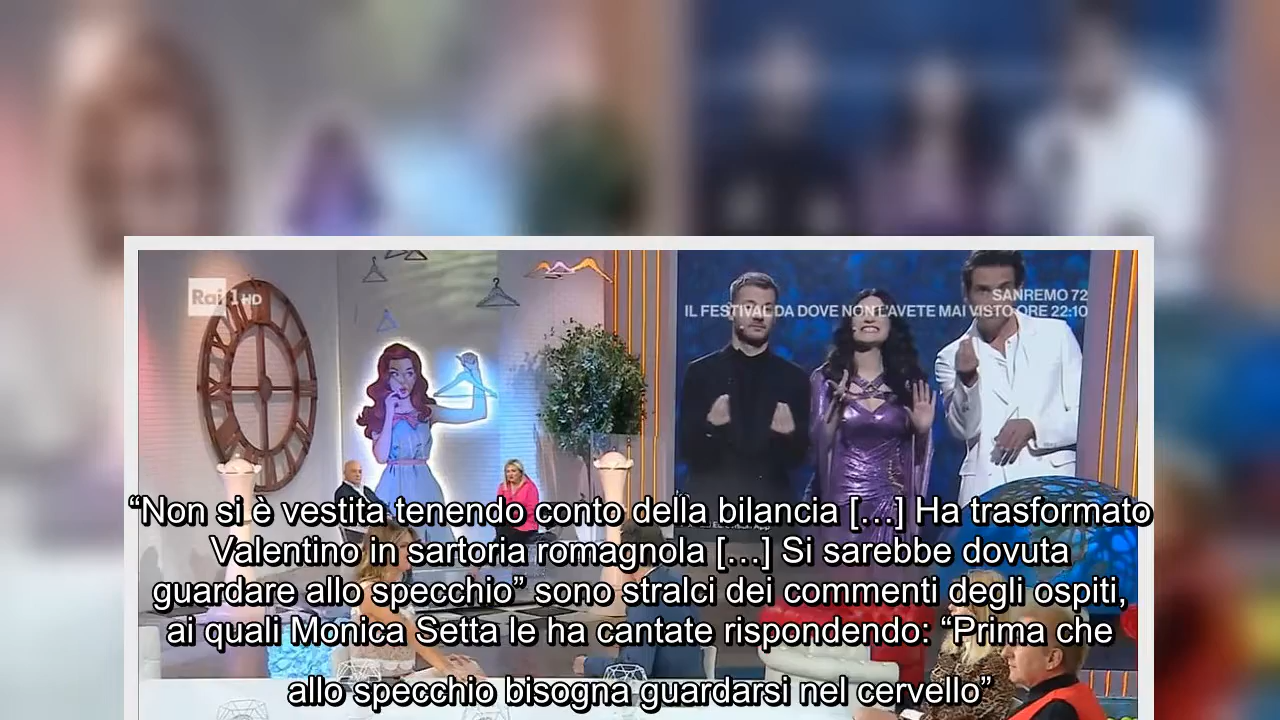 Rai 1 HD
SANREMO 72
IL FESTIVAL DA DOVE NON L'AVETE MAI VISTO ORE 22:10
“Non si è vestita tenendo conto della bilancia [...] Ha trasformato
Valentino in sartoria romagnola [...] Si sarebbe dovuta
guardare allo specchio” sono stralci dei commenti degli ospiti,
ai quali Monica Setta le ha cantate rispondendo: “Prima che
allo specchio bisogna guardarsi nel cervello”